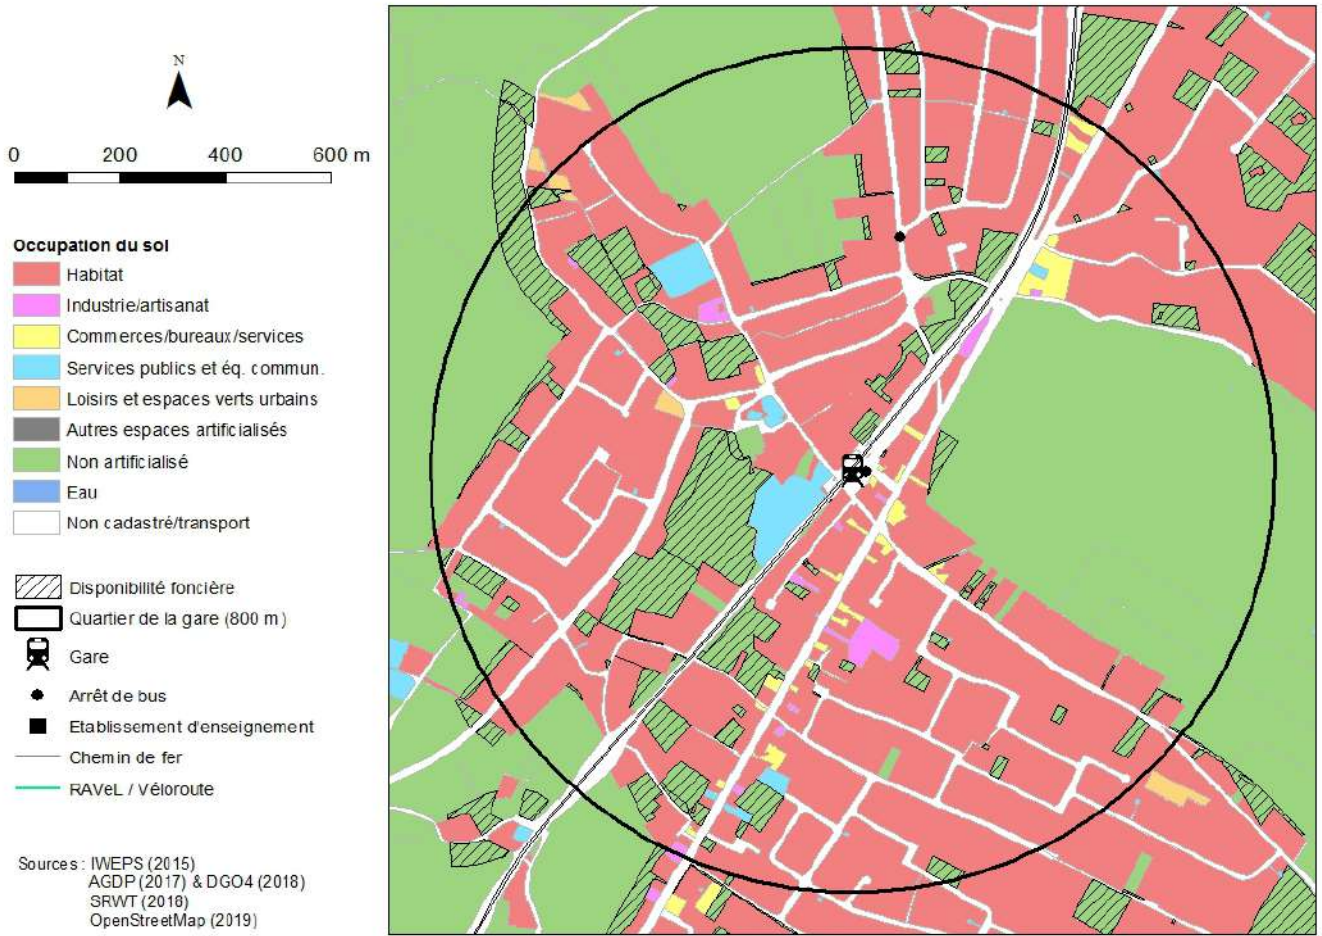 N
0 200 400 600 m
Occupation du sol
Habitat
Industrie/artisanat
Commerces/bureaux/services
Services publics et éq. commun.
Loisirs et espaces verts urbains
Autres espaces artificialisés
Non artificialisé
Eau
Non cadastré/transport
Disponibilité foncière
Quartier de la gare (800 m)
Gare
Arrêt de bus
Etablissement d'enseignement
Chemin de fer
RAVeL / Véloroute
Sources : IWEPS (2015)
AGDP (2017) & DGO4 (2018)
SRWT (2018)
OpenStreetMap (2019)